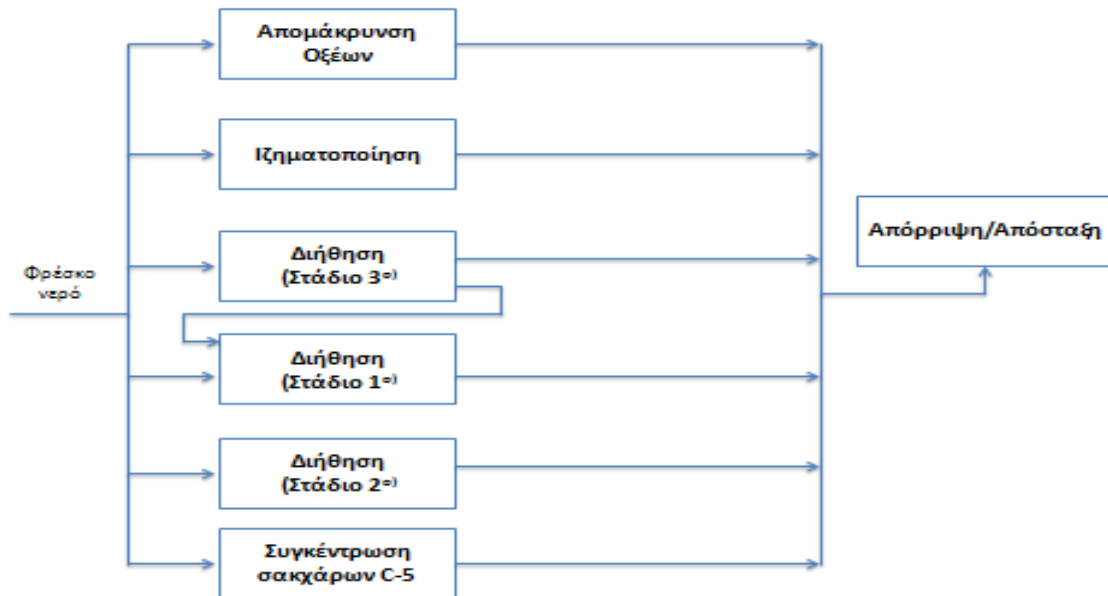 Απομάκρυνση
Οξέων
Ιζηματοποίηση
Απόρριψη/Απόσταξη
Διήθηση
(Στάδιο 3ο)
Φρέσκο
νερό
Διήθηση
(Στάδιο 1ο)
Διήθηση
(Στάδιο 2ο)
Συγκέντρωση
σακχάρων C-5